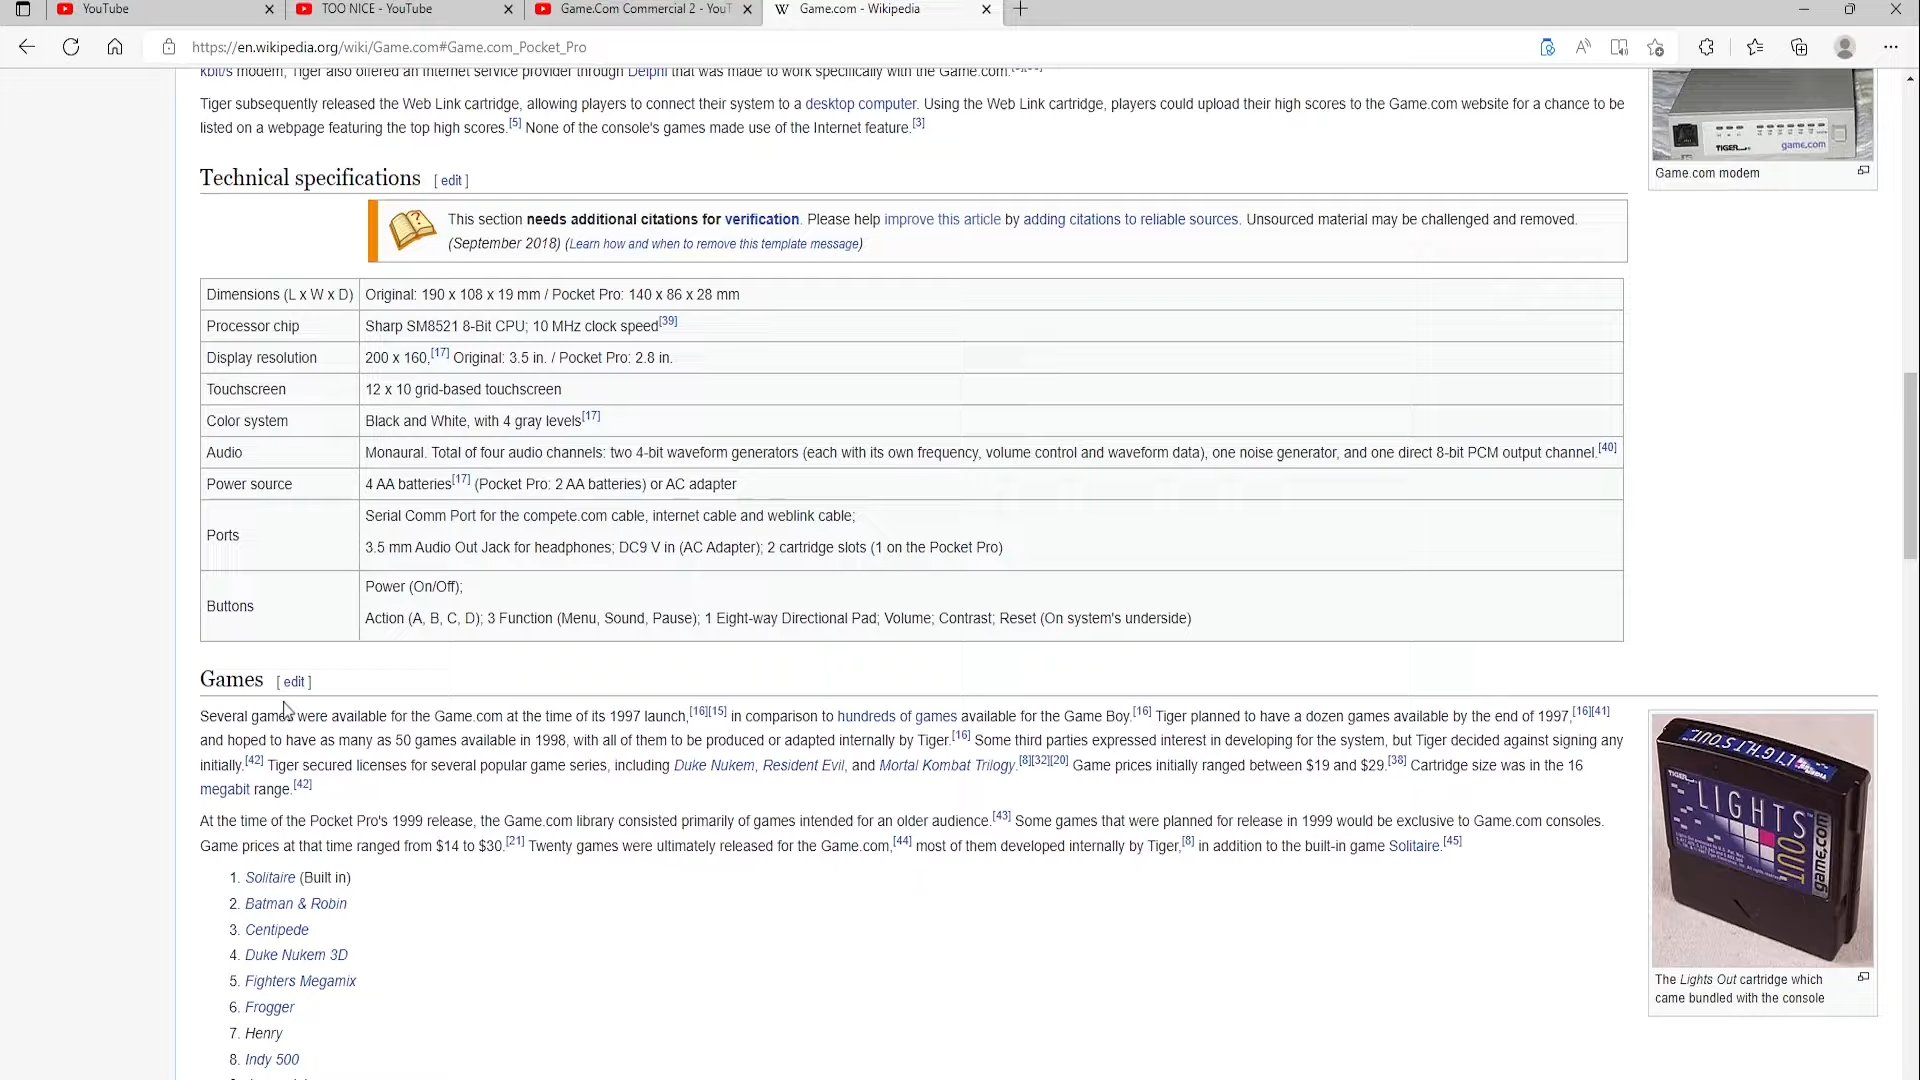 YouTube
TOO NICE - YouTube
Game.Com Commercial 2 - YouT
Game.com - Wikipedia
https://en.wikipedia.org/wiki/Game.com#Game.com_Pocket_Pro
kbit/s modem, Tiger also offered an Internet service provider through Delphi that was made to work specifically with the Game.com.
Tiger subsequently released the Web Link cartridge, allowing players to connect their system to a desktop computer. Using the Web Link cartridge, players could upload their high scores to the Game.com website for a chance to be
listed on a webpage featuring the top high scores.[5] None of the console's games made use of the Internet feature.[3]
TIGER game.com
Game.com modem
Technical specifications [ edit ]
This section needs additional citations for verification. Please help improve this article by adding citations to reliable sources. Unsourced material may be challenged and removed.
(September 2018) (Learn how and when to remove this template message)
Dimensions (L x W x D) Original: 190 x 108 x 19 mm / Pocket Pro: 140 x 86 x 28 mm
Processor chip Sharp SM8521 8-Bit CPU; 10 MHz clock speed[39]
Display resolution 200 x 160,[17] Original: 3.5 in. / Pocket Pro: 2.8 in.
Touchscreen 12 x 10 grid-based touchscreen
Color system Black and White, with 4 gray levels[17]
Audio Monaural. Total of four audio channels: two 4-bit waveform generators (each with its own frequency, volume control and waveform data), one noise generator, and one direct 8-bit PCM output channel.[40]
Power source 4 AA batteries[17] (Pocket Pro: 2 AA batteries) or AC adapter
Ports Serial Comm Port for the compete.com cable, internet cable and weblink cable;
3.5 mm Audio Out Jack for headphones; DC9 V in (AC Adapter); 2 cartridge slots (1 on the Pocket Pro)
Buttons Power (On/Off);
Action (A, B, C, D); 3 Function (Menu, Sound, Pause); 1 Eight-way Directional Pad; Volume; Contrast; Reset (On system's underside)
Games [ edit ]
Several games were available for the Game.com at the time of its 1997 launch,[16][15] in comparison to hundreds of games available for the Game Boy.[16] Tiger planned to have a dozen games available by the end of 1997,[16][41]
and hoped to have as many as 50 games available in 1998, with all of them to be produced or adapted internally by Tiger.[16] Some third parties expressed interest in developing for the system, but Tiger decided against signing any
initially.[42] Tiger secured licenses for several popular game series, including Duke Nukem, Resident Evil, and Mortal Kombat Trilogy.[8][32][20] Game prices initially ranged between $19 and $29.[38] Cartridge size was in the 16
megabit range.[42]
At the time of the Pocket Pro's 1999 release, the Game.com library consisted primarily of games intended for an older audience.[43] Some games that were planned for release in 1999 would be exclusive to Game.com consoles.
Game prices at that time ranged from $14 to $30.[21] Twenty games were ultimately released for the Game.com,[44] most of them developed internally by Tiger,[8] in addition to the built-in game Solitaire.[45]
1. Solitaire (Built in)
2. Batman & Robin
3. Centipede
4. Duke Nukem 3D
5. Fighters Megamix
6. Frogger
7. Henry
8. Indy 500
LIGHTS OUT
TIGER
LIGHTS
OUT
game.com
The Lights Out cartridge which
came bundled with the console